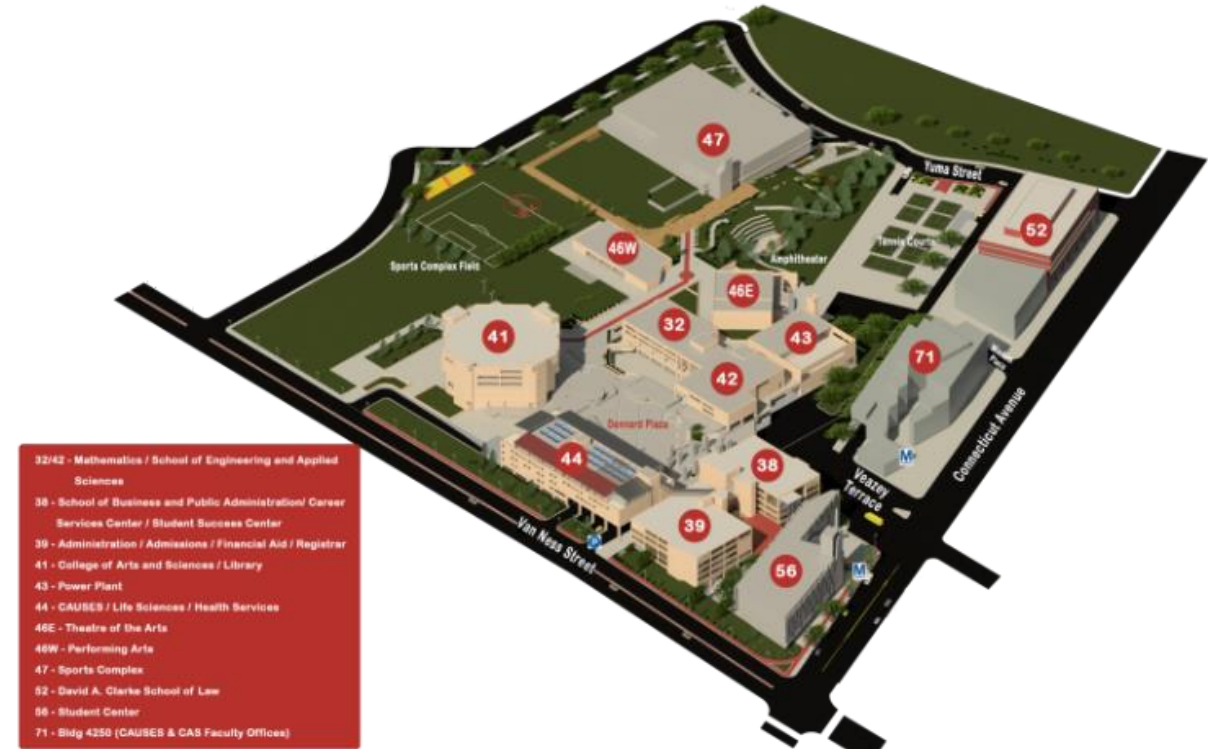 47
Yuma Street
52
46W
Tennis Courts
Sports Complex Field
Amphitheater
46E
41
32
43
71
42
Park
Connecticut Avenue
Dennard Plaza
44
38
M
Veazey
Terrace
39
Van Ness Street
56
M
32/42 - Mathematics / School of Engineering and Applied
Sciences
38 - School of Business and Public Administration/ Career
Services Center / Student Success Center
39 - Administration / Admissions / Financial Aid / Registrar
41 - College of Arts and Sciences / Library
43 - Power Plant
44 - CAUSES / Life Sciences / Health Services
46E - Theatre of the Arts
46W - Performing Arts
47 - Sports Complex
52 - David A. Clarke School of Law
56 - Student Center
71 - Bldg 4250 (CAUSES & CAS Faculty Offices)